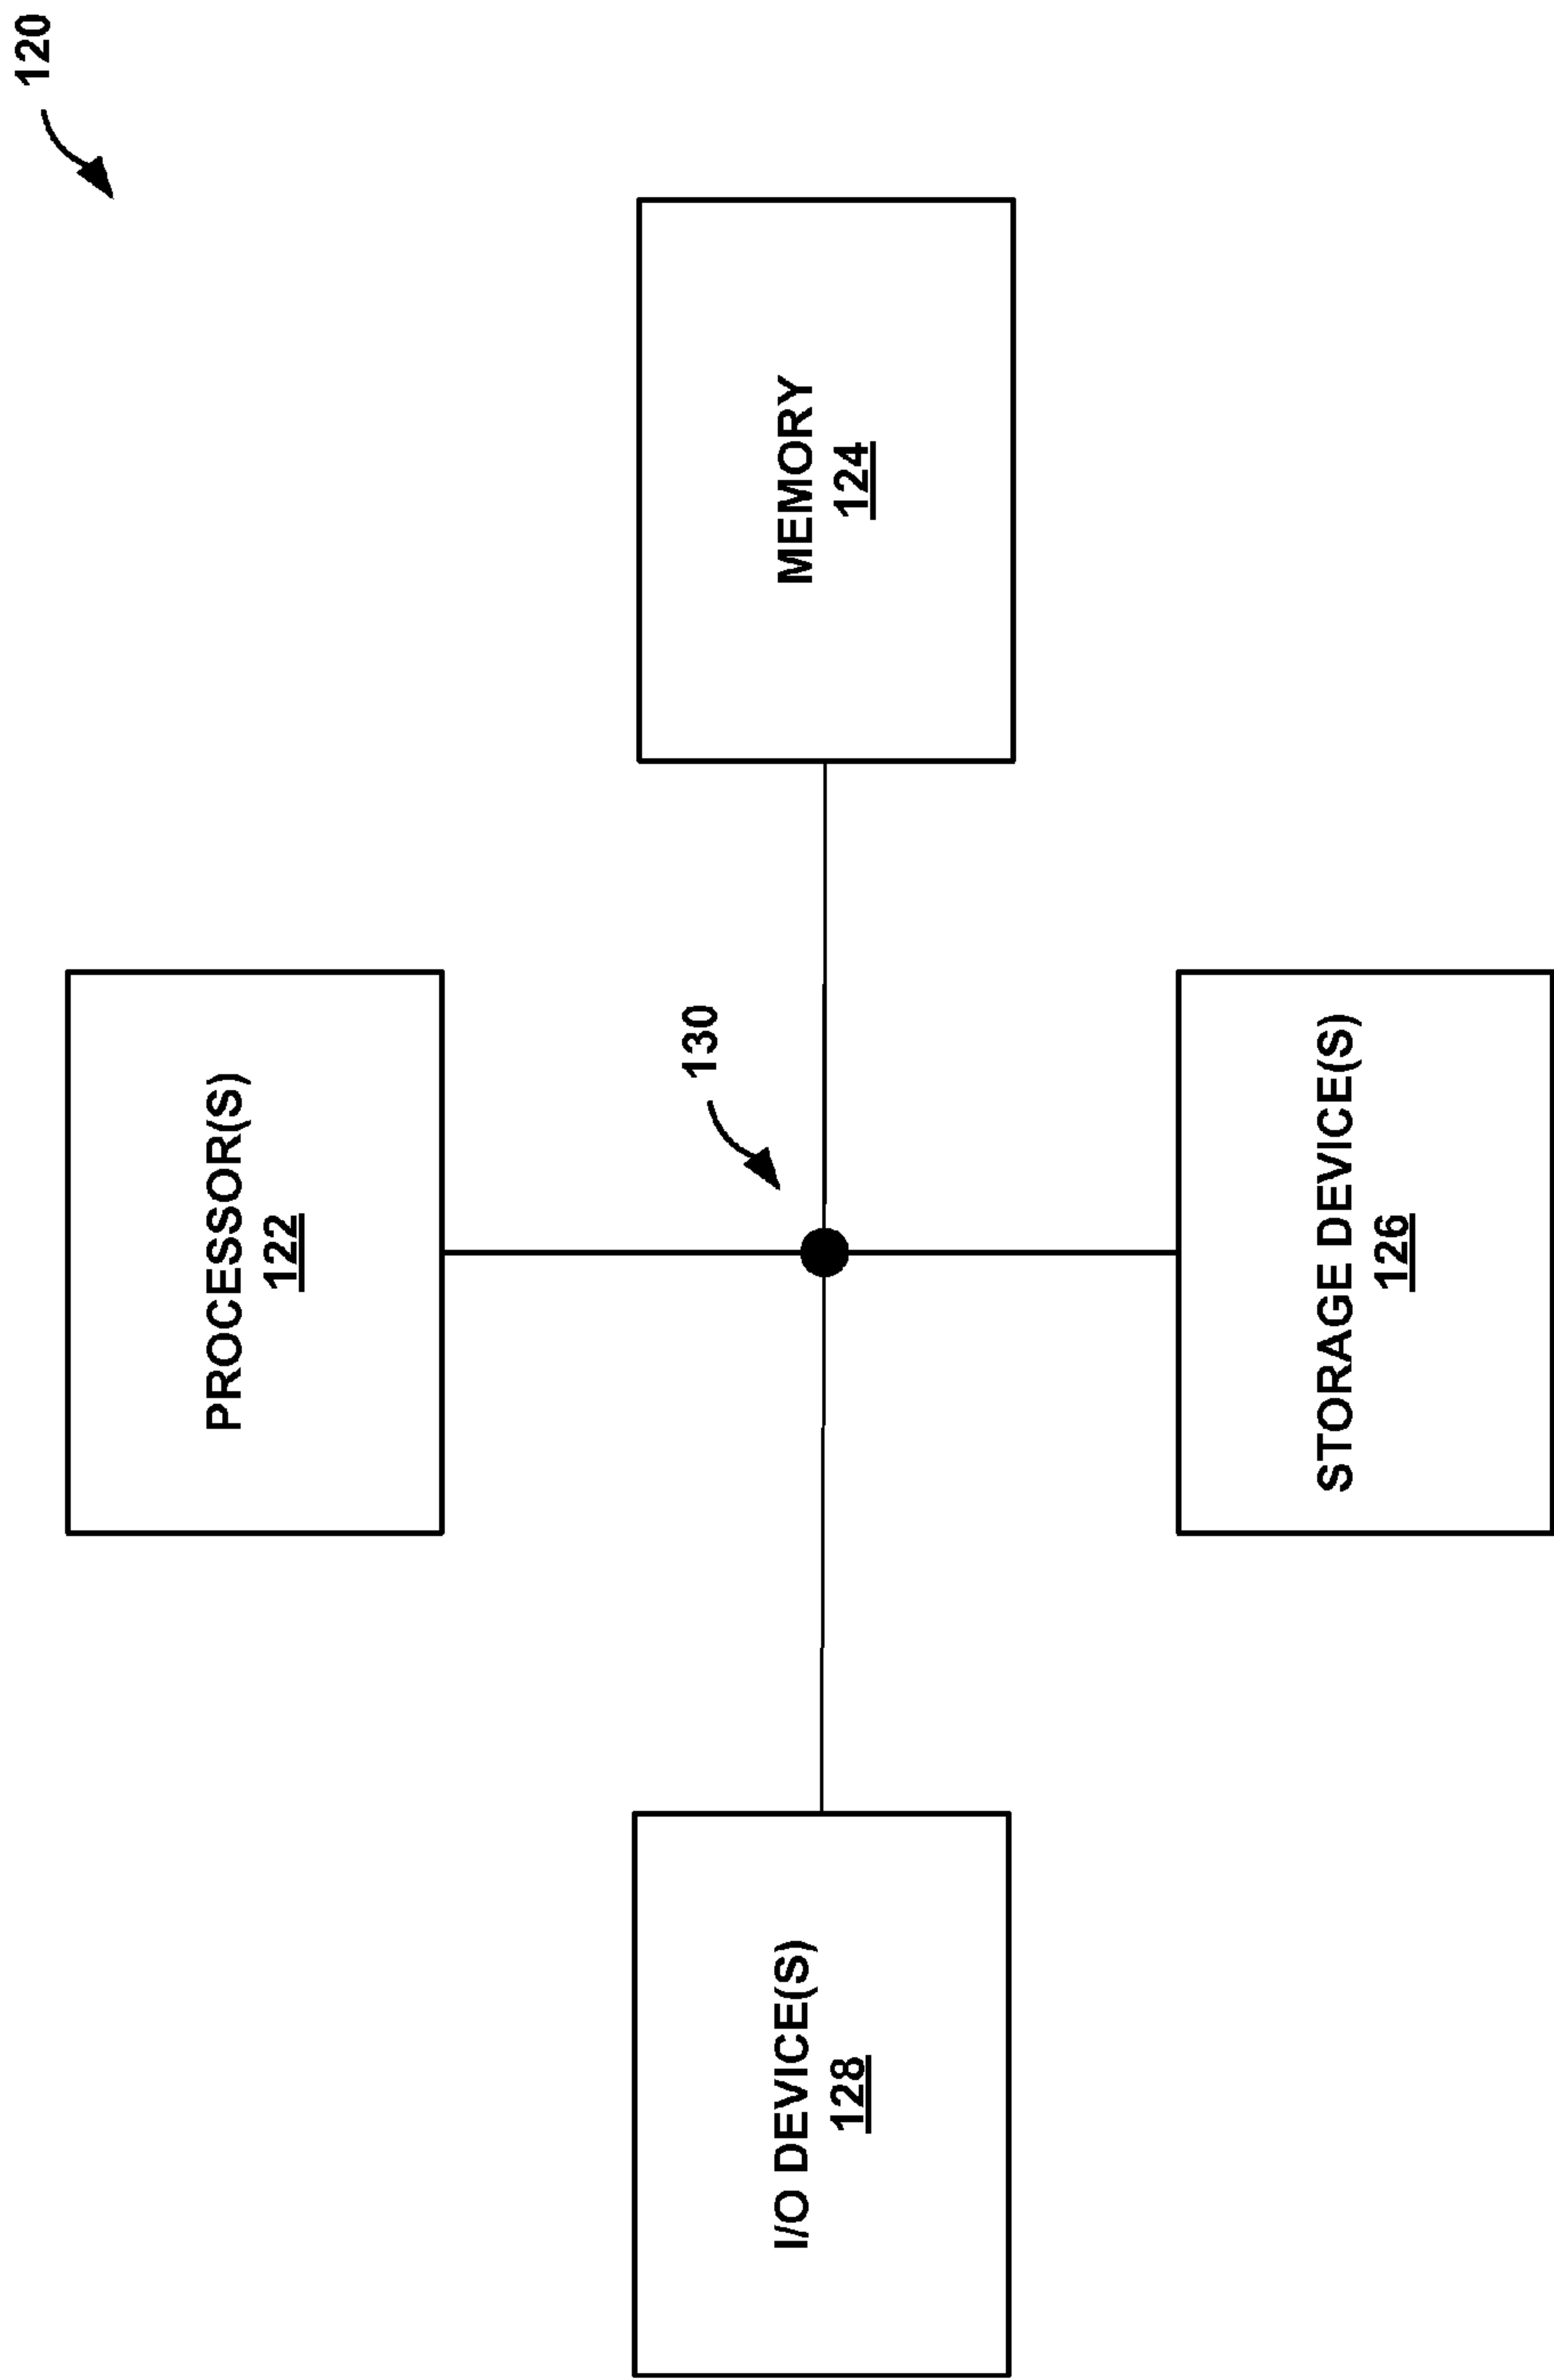 120
PROCESSOR(S)
122
130
I/O DEVICE(S)
128
MEMORY
124
STORAGE DEVICE(S)
126